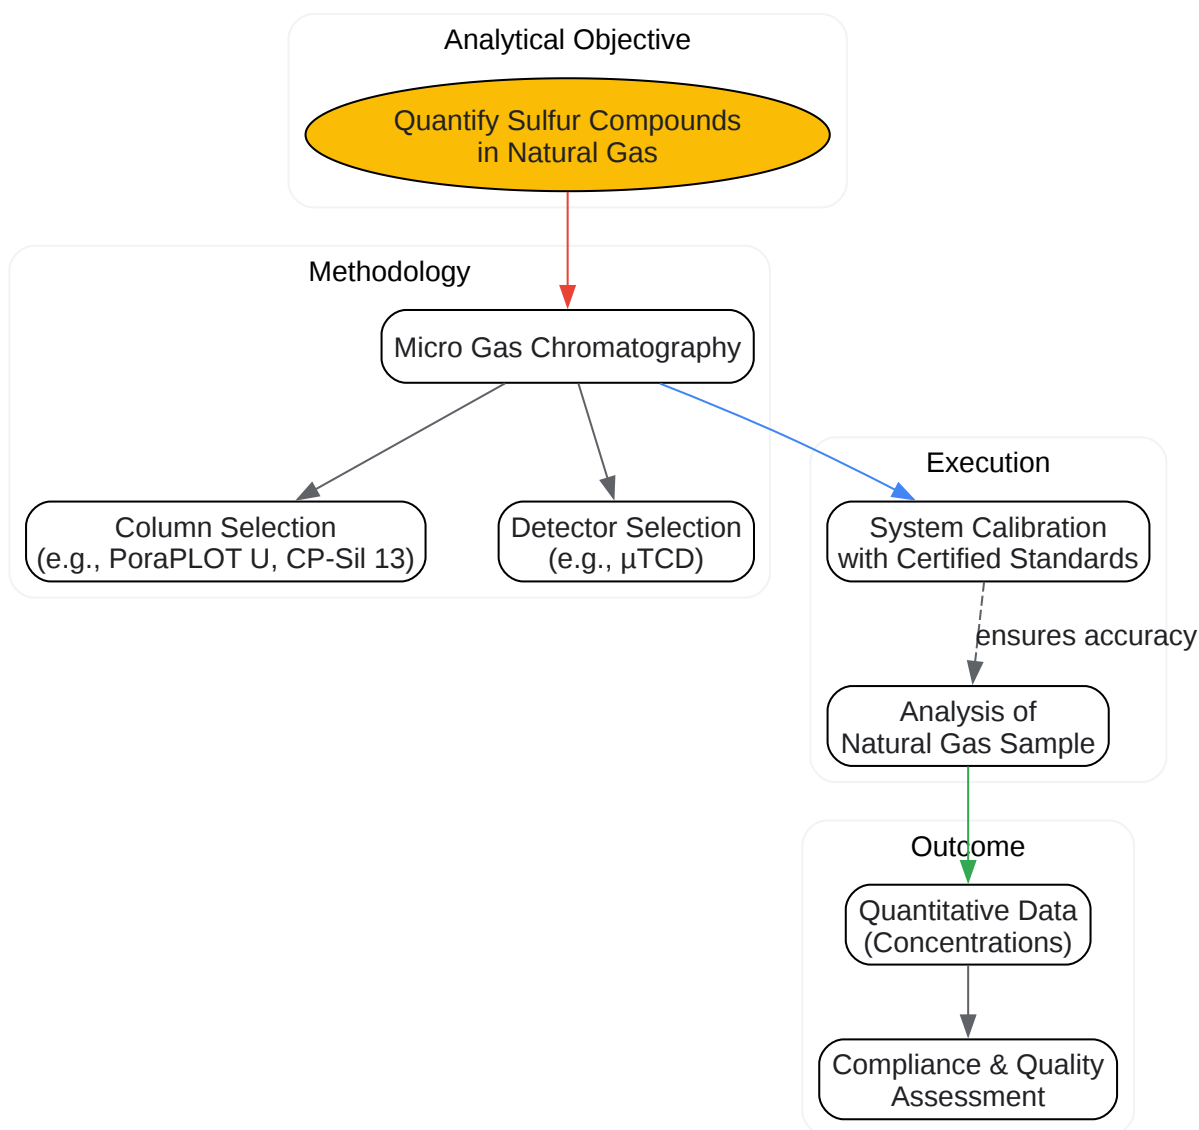 Analytical Objective
Quantify Sulfur Compounds
in Natural Gas
Methodology
Micro Gas Chromatography
Column Selection
(e.g., PoraPLOT U, CP-Sil 13)
Detector Selection
(e.g., µTCD)
Execution
System Calibration
with Certified Standards
ensures accuracy
Analysis of
Natural Gas Sample
Outcome
Quantitative Data
(Concentrations)
Compliance & Quality
Assessment